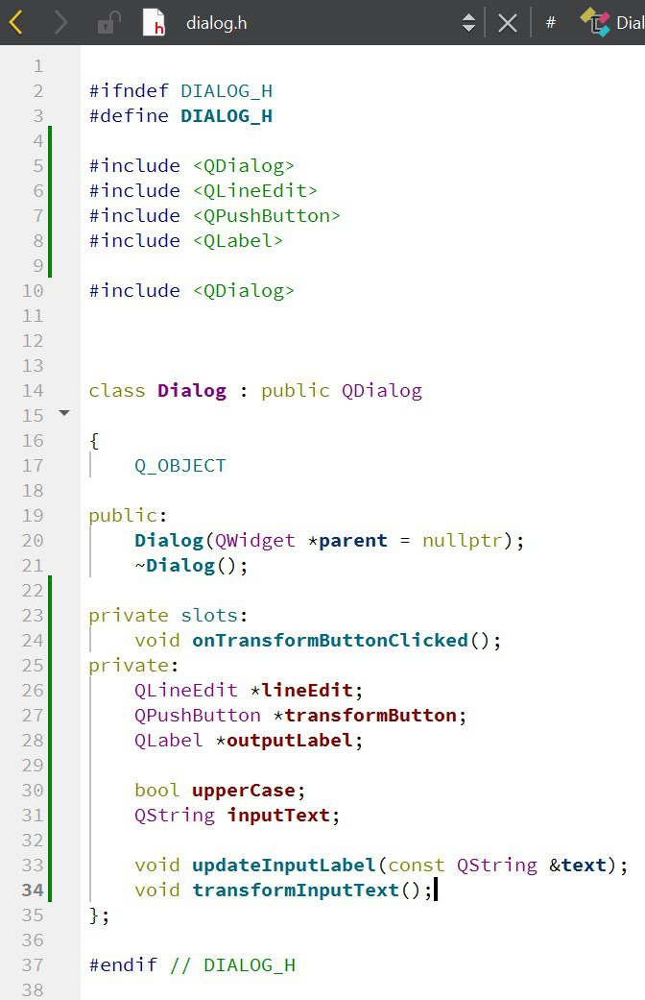 dialog.h # Dial
1
2 #ifndef DIALOG_H
3 #define DIALOG_H
4
5 #include <QDialog>
6 #include <QLineEdit>
7 #include <QPushButton>
8 #include <QLabel>
9
10 #include <QDialog>
11
12
13
14 class Dialog : public QDialog
15
16 {
17     Q_OBJECT
18
19 public:
20     Dialog(QWidget *parent = nullptr);
21     ~Dialog();
22
23 private slots:
24     void onTransformButtonClicked();
25 private:
26     QLineEdit *lineEdit;
27     QPushButton *transformButton;
28     QLabel *outputLabel;
29
30     bool upperCase;
31     QString inputText;
32
33     void updateInputLabel(const QString &text);
34     void transformInputText();
35 };
36
37 #endif // DIALOG_H
38